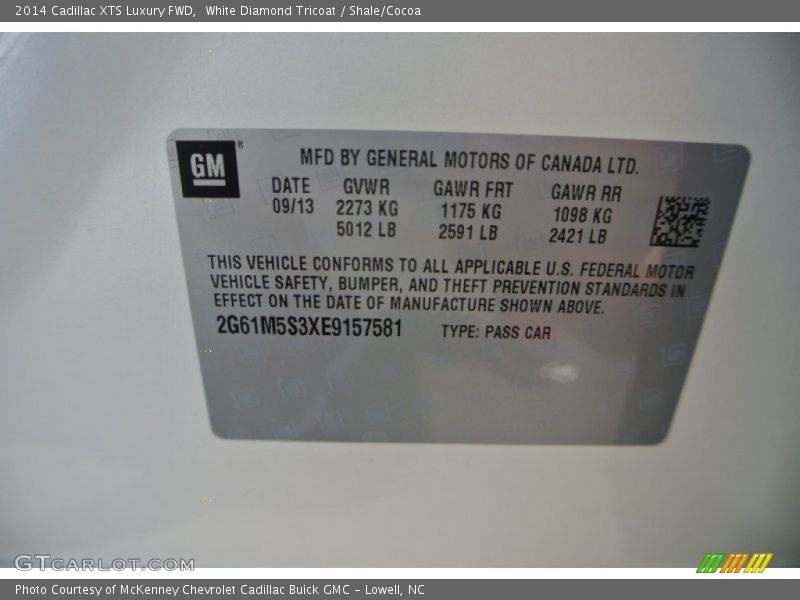 2014 Cadillac XTS Luxury FWD,  White Diamond Tricoat / Shale/Cocoa
GM
MFD BY GENERAL MOTORS OF CANADA LTD.
DATE GVWR GAWR FRT GAWR RR
09/13 2273 KG 1175 KG 1098 KG
5012 LB 2591 LB 2421 LB
THIS VEHICLE CONFORMS TO ALL APPLICABLE U.S. FEDERAL MOTOR
VEHICLE SAFETY, BUMPER, AND THEFT PREVENTION STANDARDS IN
EFFECT ON THE DATE OF MANUFACTURE SHOWN ABOVE.
2G61M5S3XE9157581 TYPE: PASS CAR
GTCARLOT.COM
Photo Courtesy of McKenney Chevrolet Cadillac Buick GMC – Lowell, NC